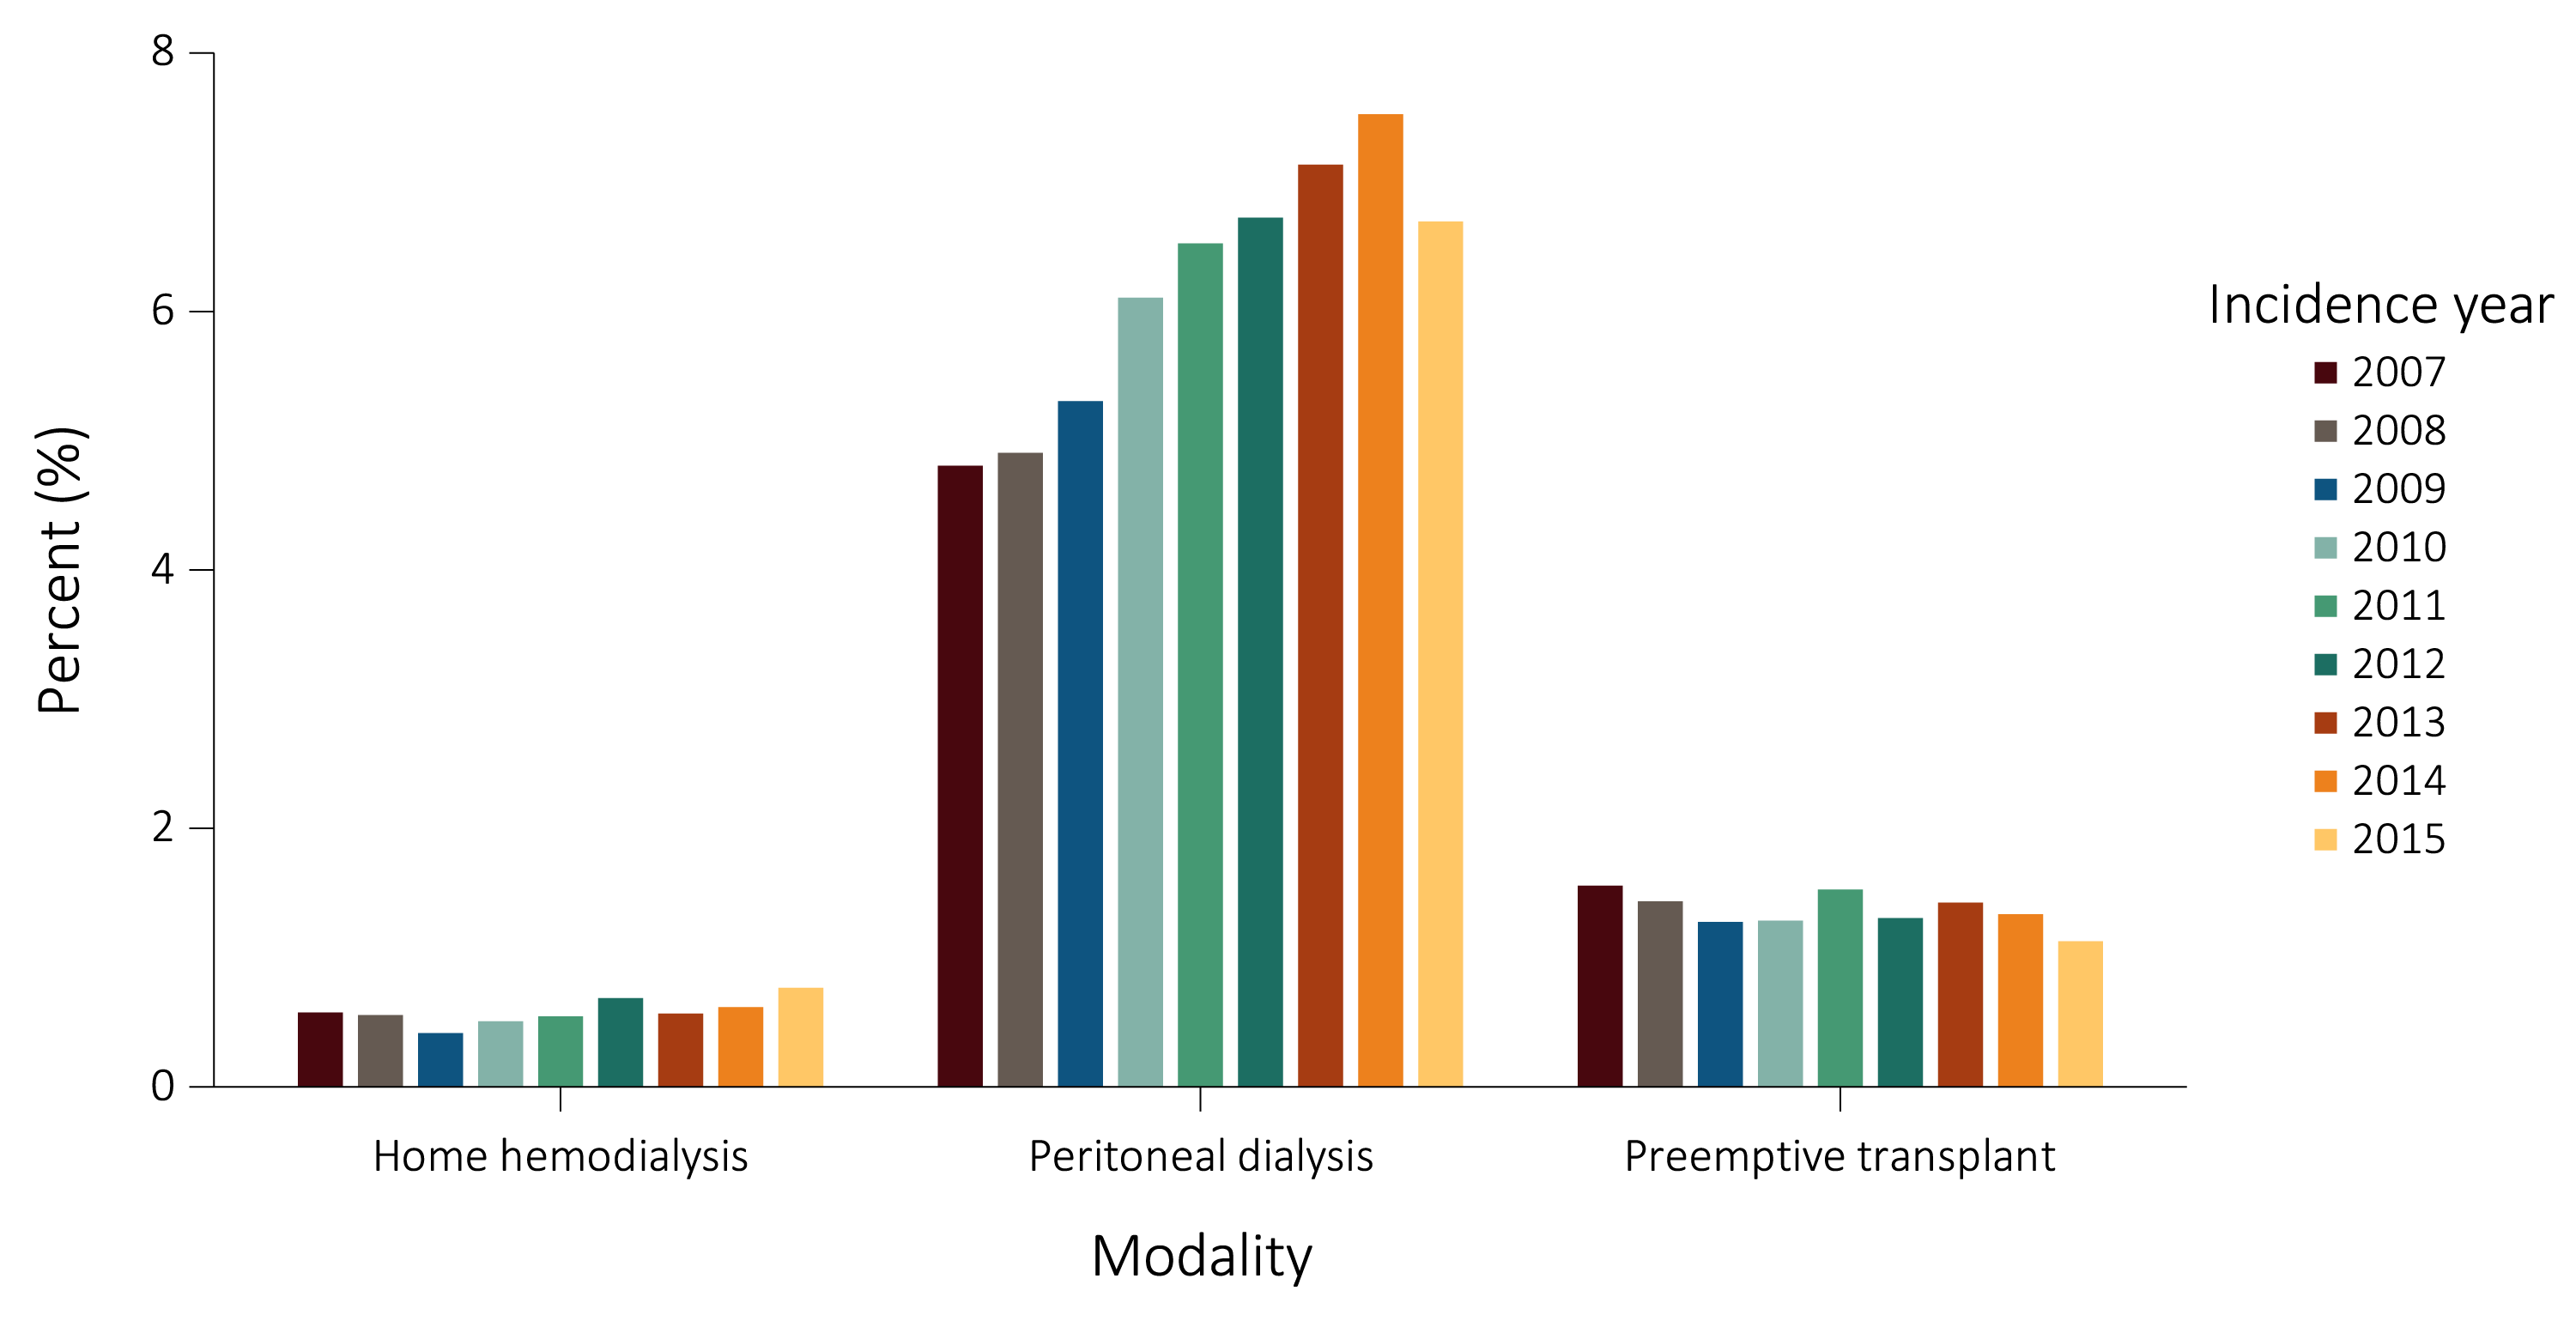 Percent (%)
8
6
4
2
0
Home hemodialysis
Peritoneal dialysis
Preemptive transplant
Modality
Incidence year
2007
2008
2009
2010
2011
2012
2013
2014
2015